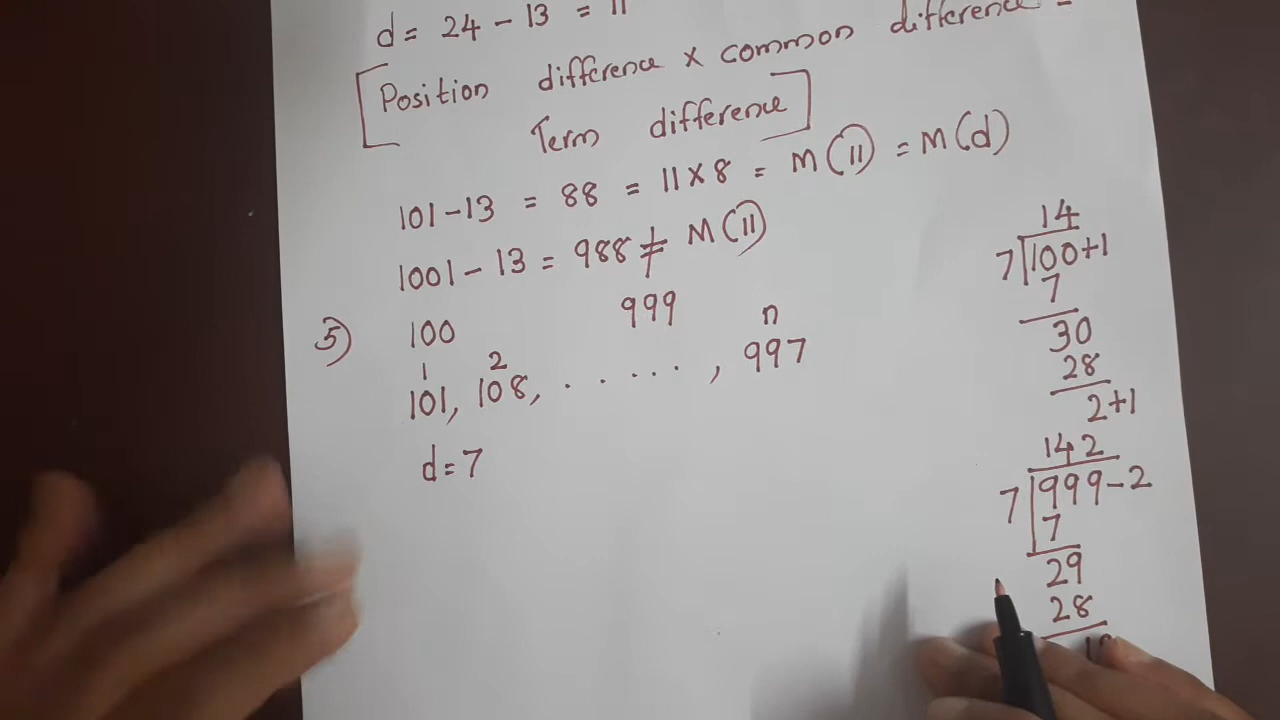 d = 24 - 13 = 11
[Position difference × common difference =
Term difference]
101 - 13 = 88 = 11 × 8 = M(11) = M(d)
1001 - 13 = 988 ≠ M(11)
5) 100 999 n
1 2
101, 108, . . . . . . , 997
d = 7
14
7 100+1
7
30
28
2+1
142
7 999-2
7
29
28